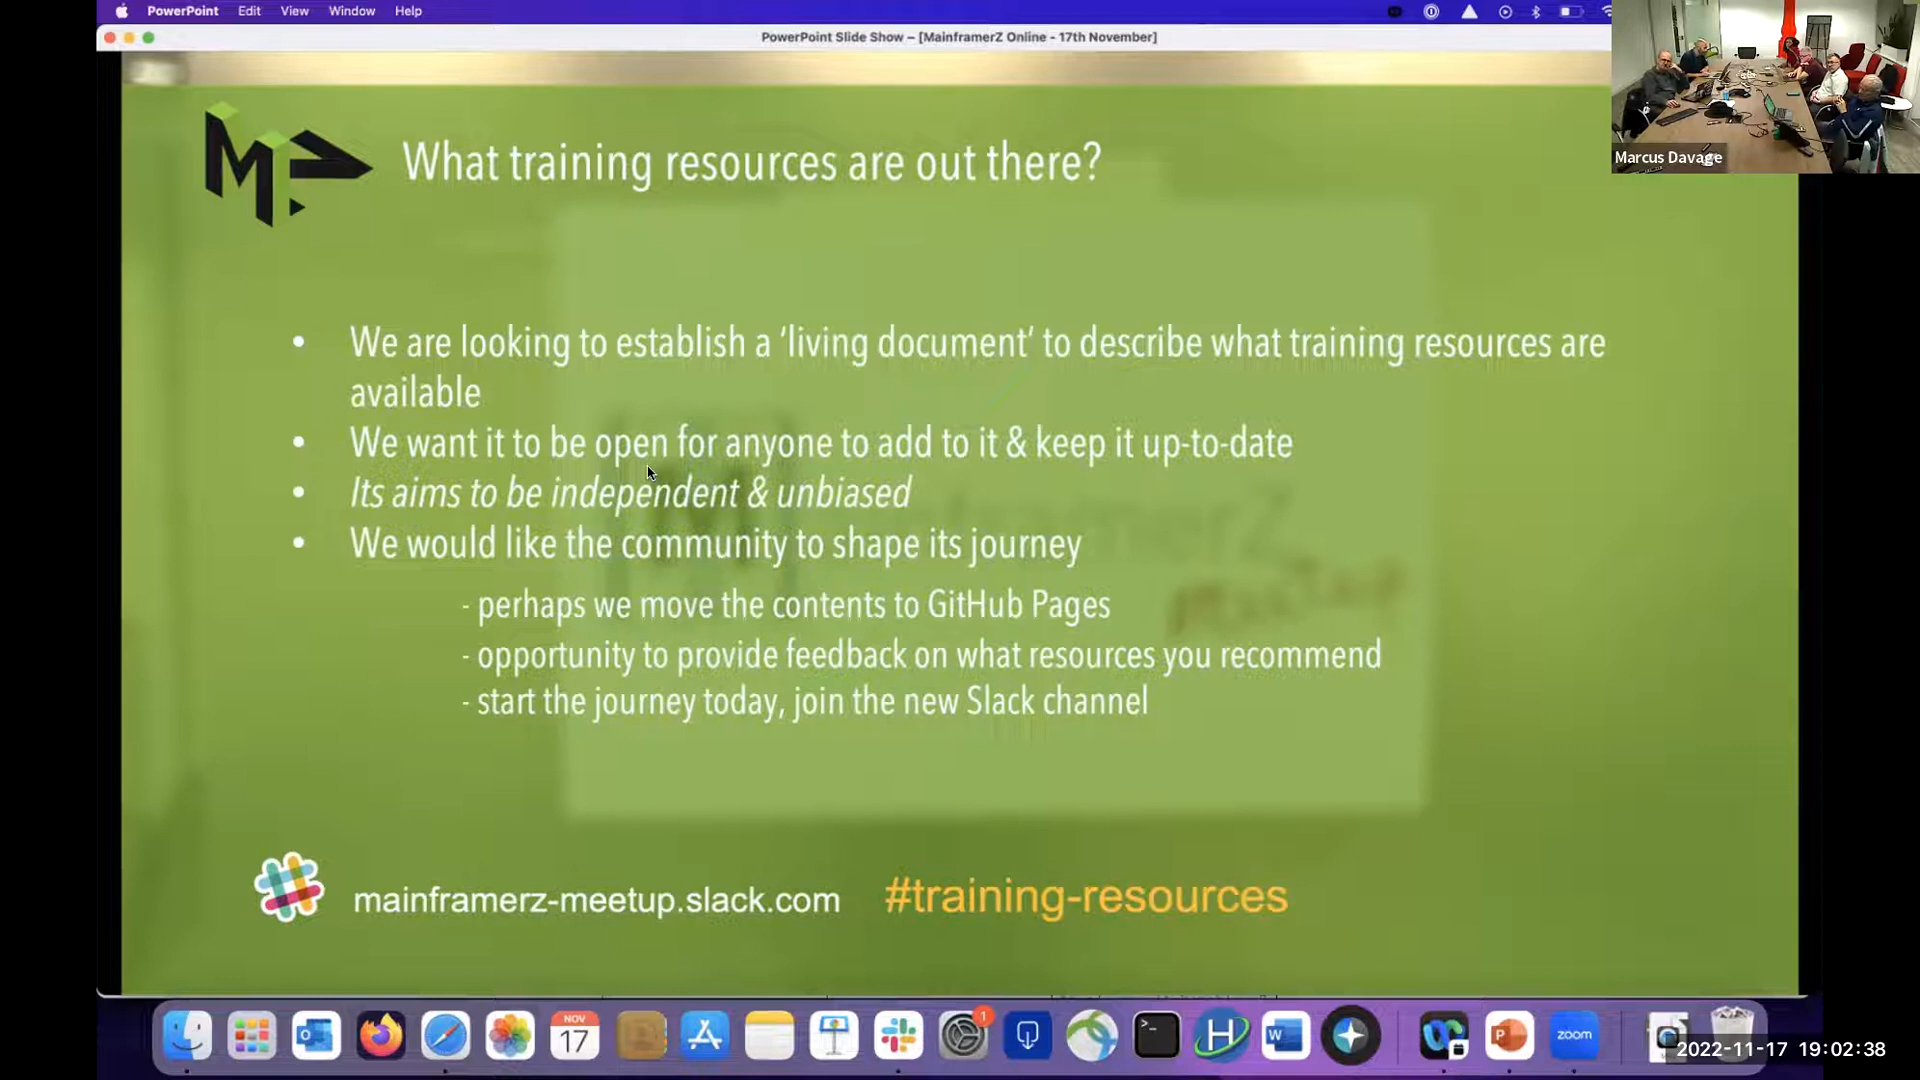 PowerPoint Edit View Window Help
PowerPoint Slide Show – [MainframerZ Online - 17th November]
Marcus Davage
What training resources are out there?
• We are looking to establish a ‘living document’ to describe what training resources are
available
• We want it to be open for anyone to add to it & keep it up-to-date
• Its aims to be independent & unbiased
• We would like the community to shape its journey
- perhaps we move the contents to GitHub Pages
- opportunity to provide feedback on what resources you recommend
- start the journey today, join the new Slack channel
mainframerz-meetup.slack.com #training-resources
NOV
17
1
zoom
2022-11-17 19:02:38